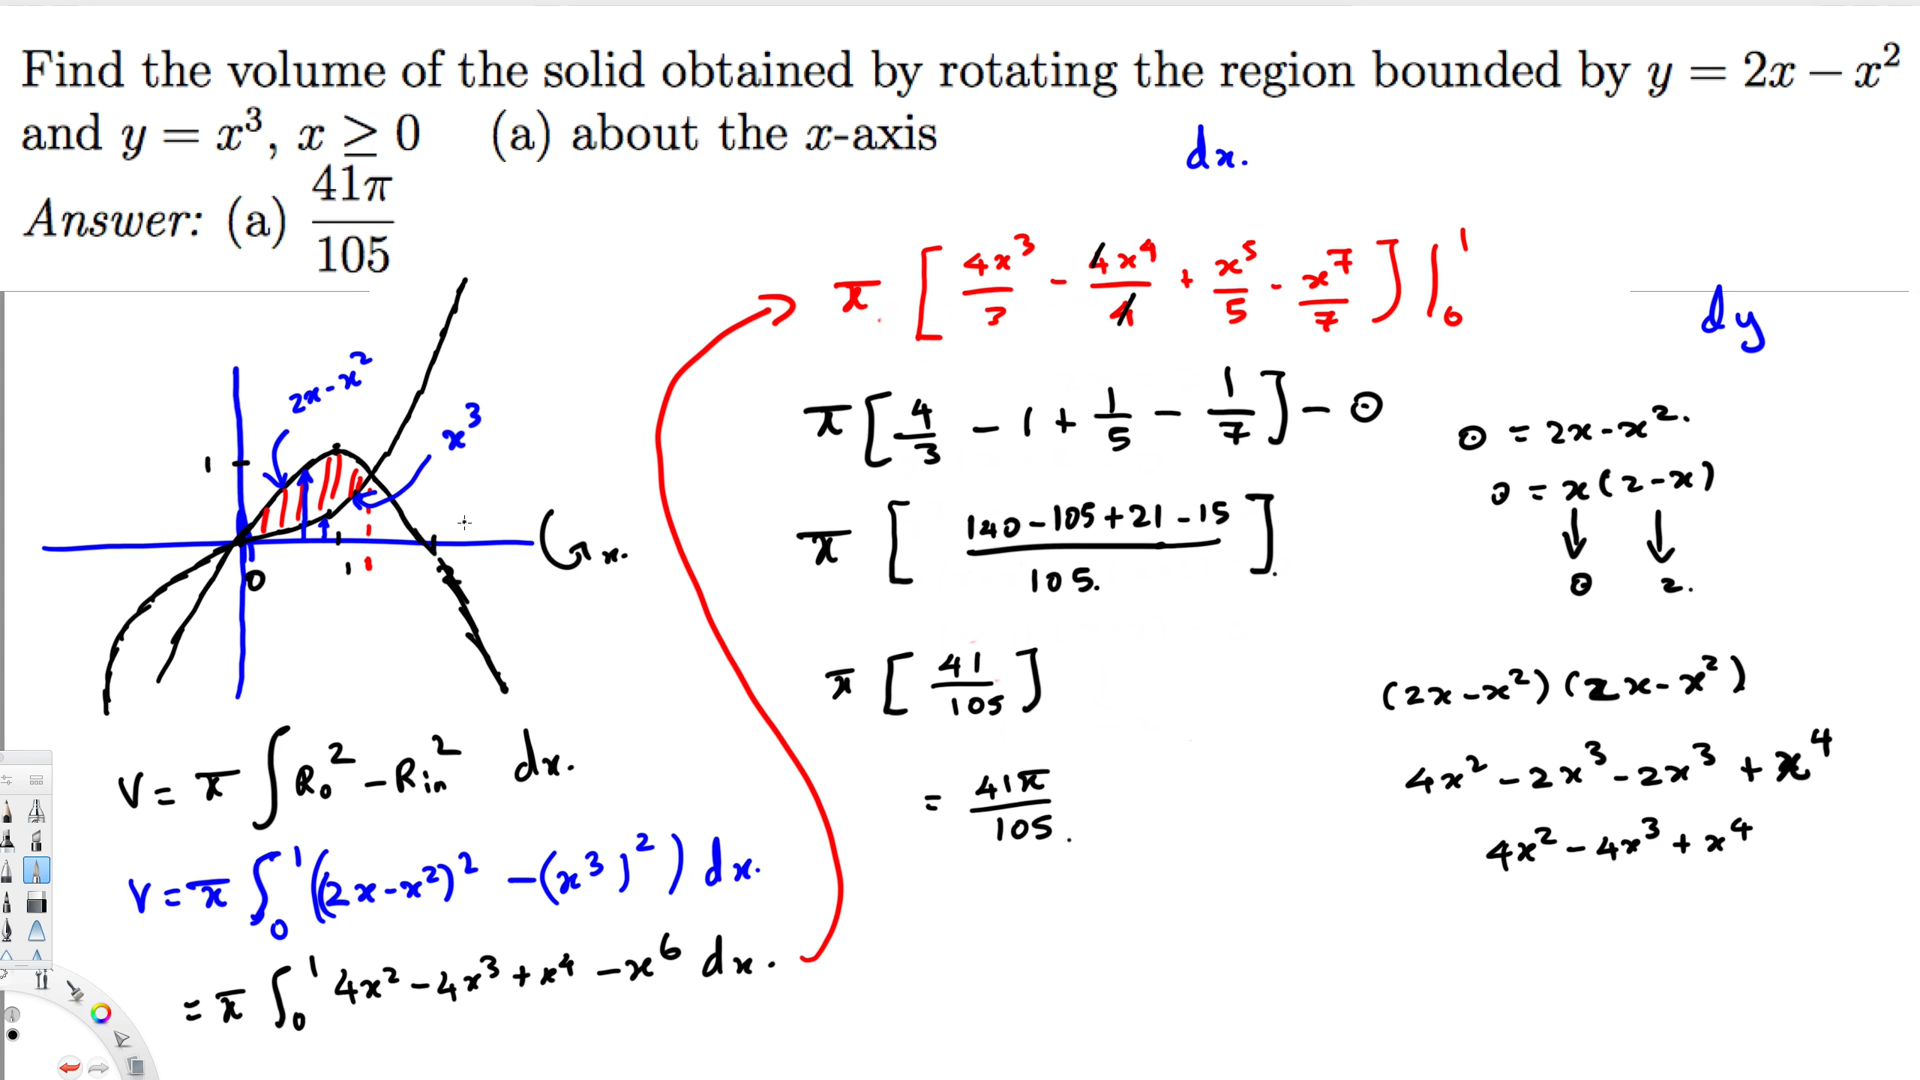 Find the volume of the solid obtained by rotating the region bounded by y = 2x − x²
and y = x³, x ≥ 0 (a) about the x-axis
Answer: (a) 41π/105
dx.
dy
2x-x²
x³
1
0
1
1
2
x.
V = π ∫ R₀² - R_in² dx.
V = π ∫₀¹ ((2x-x²)² - (x³)²) dx.
= π ∫₀¹ 4x² - 4x³ + x⁴ - x⁶ dx.
π [ 4x³/3 - 4x⁴/4 + x⁵/5 - x⁷/7 ] |₀¹
π [ 4/3 - 1 + 1/5 - 1/7 ] - 0
π [ 140-105+21-15 / 105. ]
π [ 41/105 ]
= 41π/105.
0 = 2x-x².
0 = x(2-x)
0 2.
(2x-x²)(2x-x²)
4x² - 2x³ - 2x³ + x⁴
4x² - 4x³ + x⁴